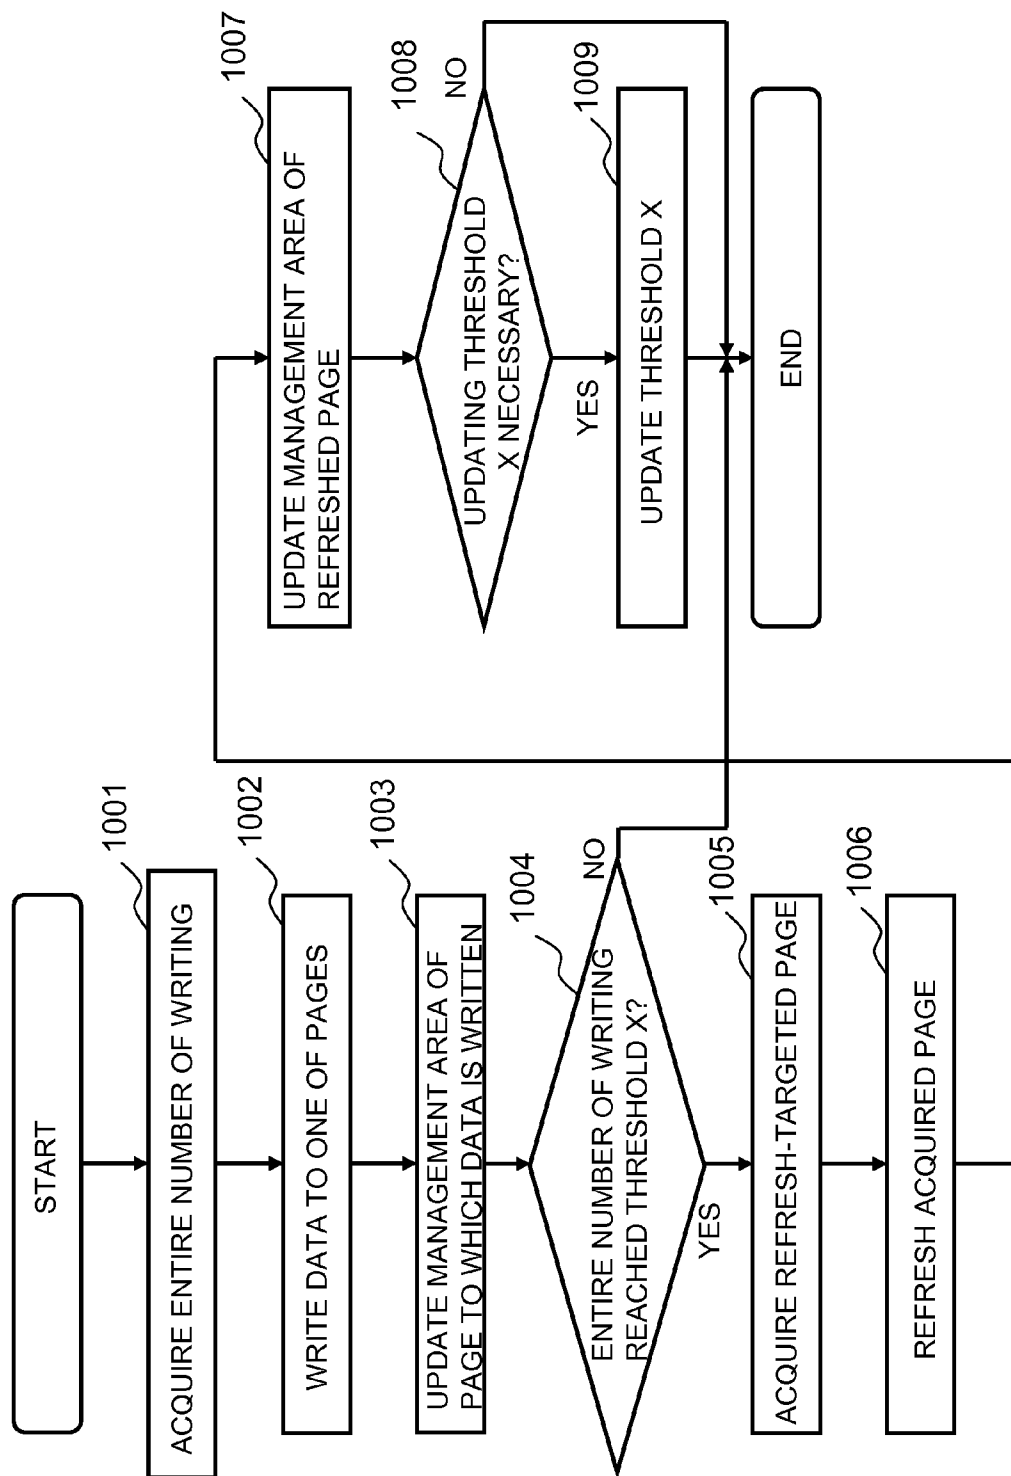 START
1001
ACQUIRE ENTIRE NUMBER OF WRITING
1002
WRITE DATA TO ONE OF PAGES
1003
UPDATE MANAGEMENT AREA OF
PAGE TO WHICH DATA IS WRITTEN
1004
ENTIRE NUMBER OF WRITING
REACHED THRESHOLD X?
NO
YES
1005
ACQUIRE REFRESH-TARGETED PAGE
1006
REFRESH ACQUIRED PAGE
1007
UPDATE MANAGEMENT AREA OF
REFRESHED PAGE
1008
UPDATING THRESHOLD
X NECESSARY?
NO
YES
1009
UPDATE THRESHOLD X
END